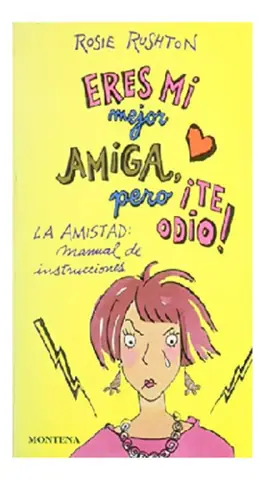 ROSIE RUSHTON
ERES MI
mejor
AMIGA,
pero ¡TE
ODIO!
LA AMISTAD:
manual de
instrucciones
MONTENA